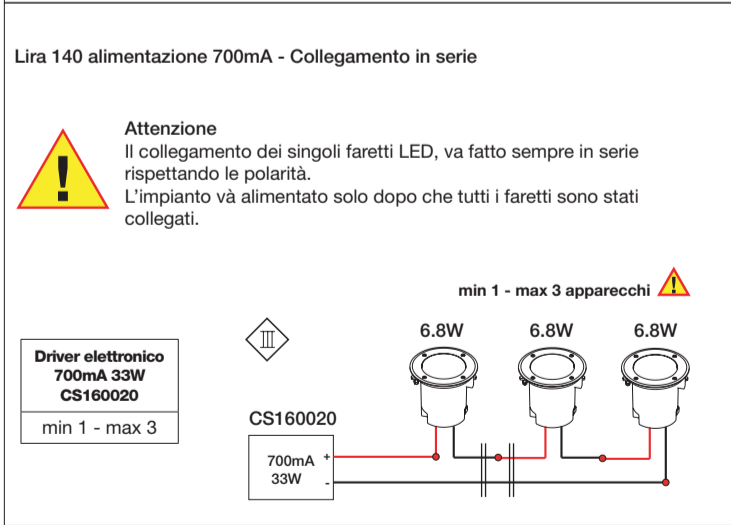 Lira 140 alimentazione 700mA - Collegamento in serie
!
Attenzione
Il collegamento dei singoli faretti LED, va fatto sempre in serie
rispettando le polarità.
L'impianto và alimentato solo dopo che tutti i faretti sono stati
collegati.
min 1 - max 3 apparecchi !
III
6.8W 6.8W 6.8W
Driver elettronico
700mA 33W
CS160020
min 1 - max 3
CS160020
700mA +
33W -